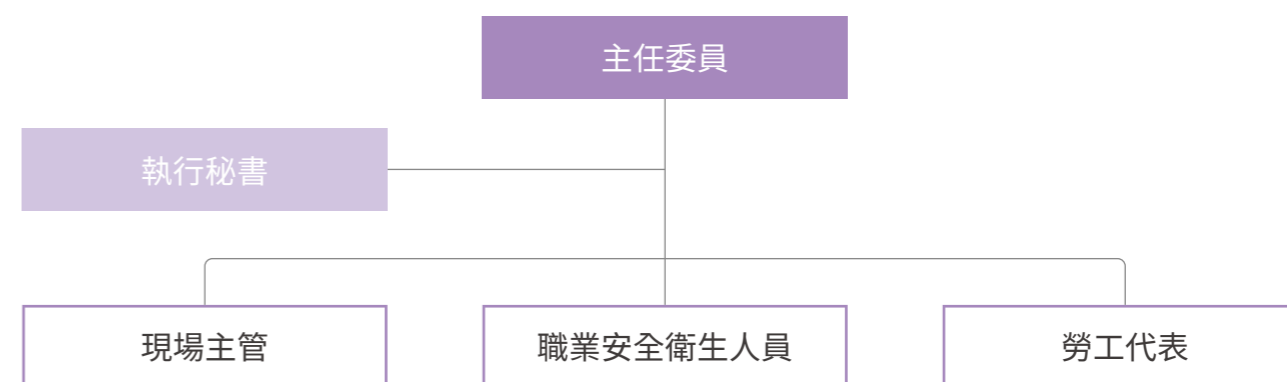 主任委員
執行秘書
現場主管
職業安全衛生人員
勞工代表